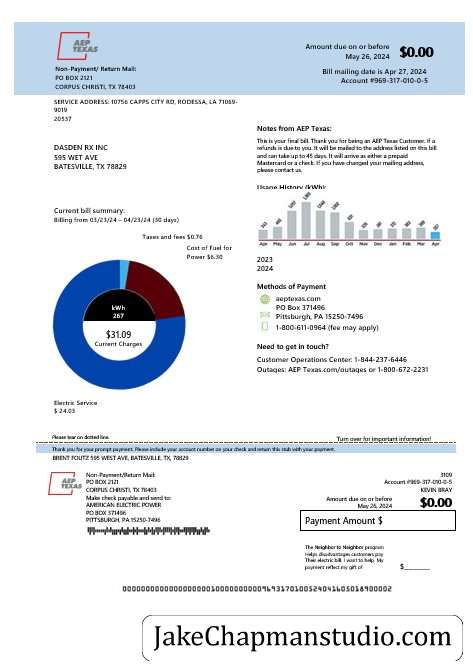 AEP
TEXAS
Amount due on or before
May 26, 2024
$0.00
Non-Payment/ Return Mail:
PO BOX 2121
CORPUS CHRISTI, TX 78403
Bill mailing date is Apr 27, 2024
Account #969-317-010-0-5
SERVICE ADDRESS: 10756 CAPPS CITY RD, RODESSA, LA 71069-
9019
20537
Notes from AEP Texas:
This is your final bill. Thank you for being an AEP Texas Customer. If a
refunds is due to you. It will be mailed to the address listed on this bill
and can take up to 45 days. It will arrive as either a prepaid
Mastercard or a check. If you have changed your mailing address,
please contact us.
DASDEN RX INC
595 WET AVE
BATESVILLE, TX 78829
Usage History (kWh):
Apr May Jun Jul Aug Sep Oct Nov Dec Jan Feb Mar Apr
2023
2024
Current bill summary:
Billing from 03/23/24 – 04/23/24 (30 days)
Taxes and fees $0.76
Cost of Fuel for
Power $6.30
kWh
267
$31.09
Current Charges
Electric Service
$ 24.03
Methods of Payment
aeptexas.com
PO BOX 371496
Pittsburgh, PA 15250-7496
1-800-611-0964 (fee may apply)
Need to get in touch?
Customer Operations Center: 1-844-237-6446
Outages: AEP Texas.com/outages or 1-800-672-2231
Please tear on dotted line.
Turn over for important information!
Thank you for your prompt payment. Please include your account number on your check and return this stub with your payment.
BRENT FOUTZ 595 WEST AVE, BATESVILLE, TX, 78829
AEP
TEXAS
Non-Payment/Return Mail:
PO BOX 2121
CORPUS CHRISTI, TX 78403
Make check payable and send to:
AMERICAN ELECTRIC POWER
PO BOX 371496
PITTSBURGH, PA 15250-7496
3109
Account #969-317-010-0-5
KEVIN BRAY
Amount due on or before
May 26, 2024
$0.00
Payment Amount $
The Neighbor to Neighbor program
Helps disadvantages customers pay
Their electric bill. I want to help. My
payment reflect my gift of
$_______
JakeChapmanstudio.com